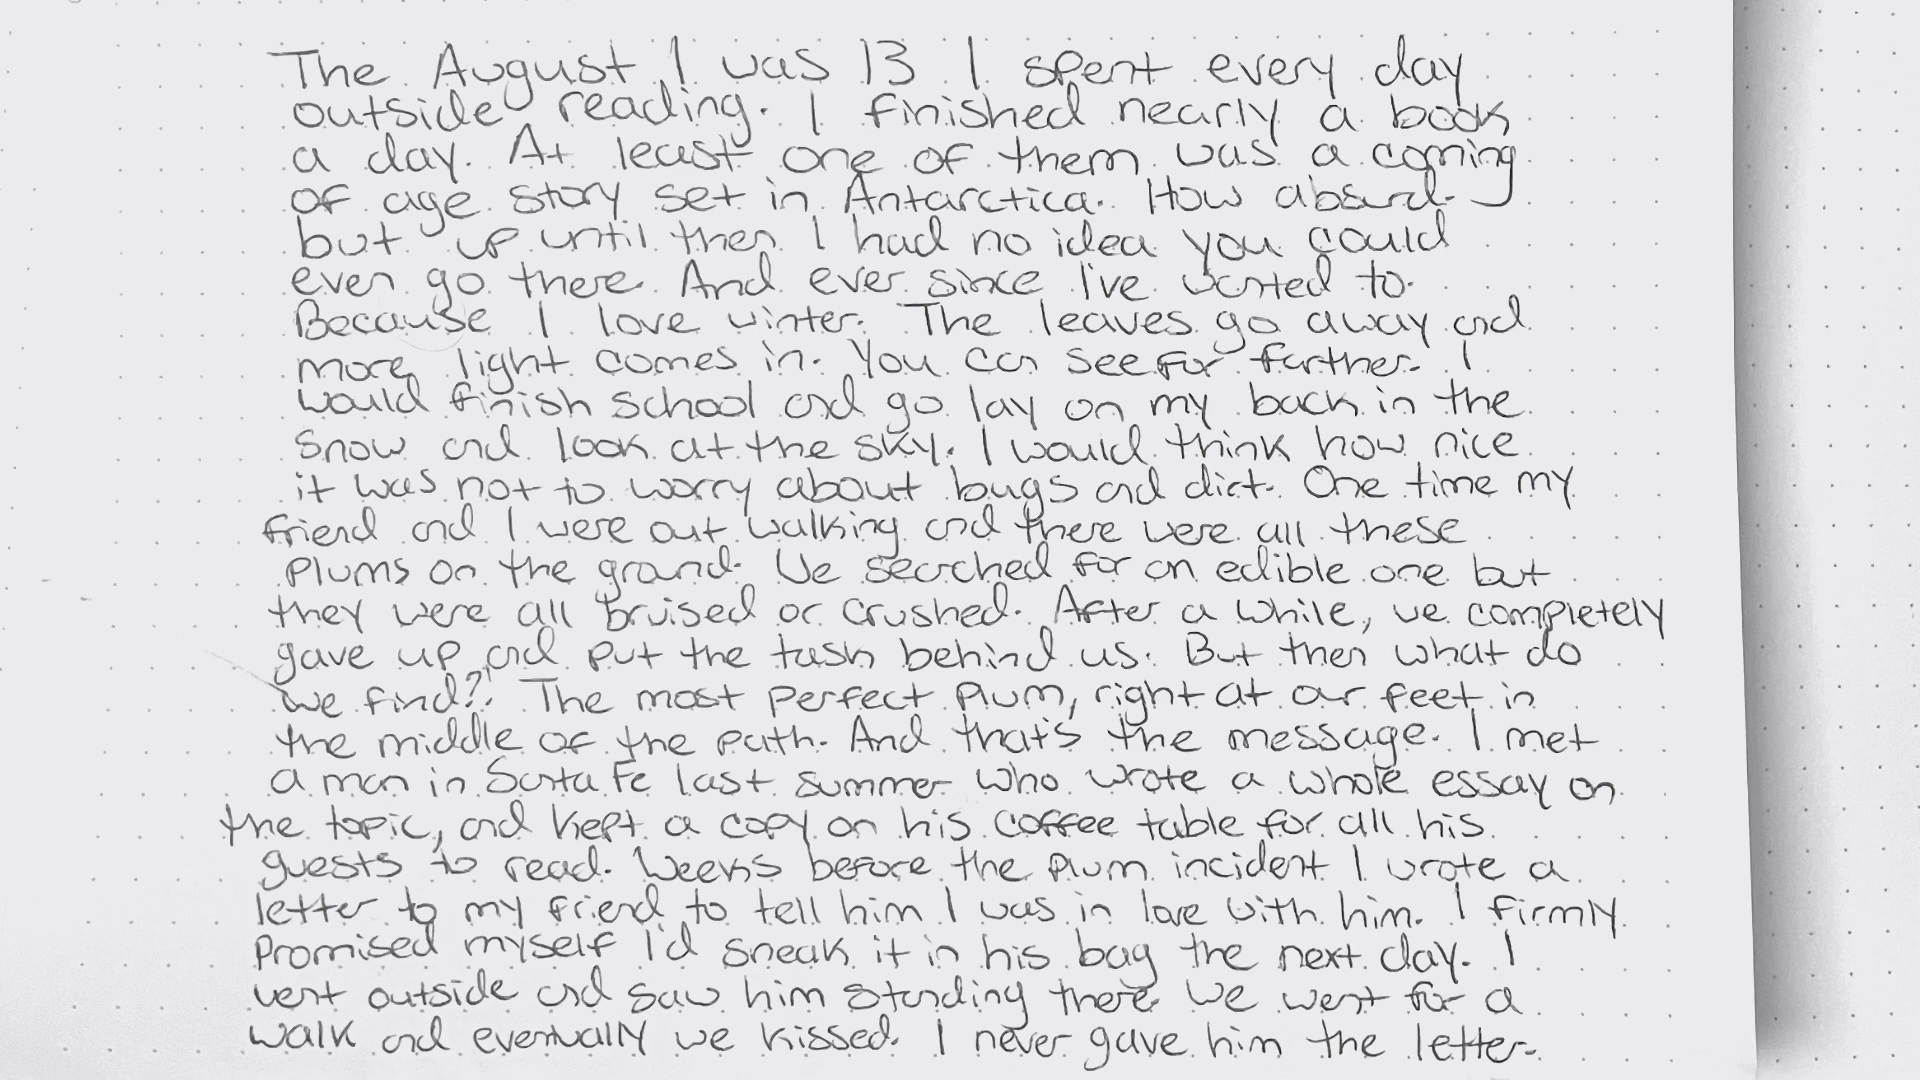 The August I was 13 I spent every day
outside reading. I finished nearly a book
a day. At least one of them was a coming
of age story set in Antarctica. How absurd.
but up until then I had no idea you could
even go there. And ever since I've wanted to.
Because I love winter. The leaves go away and
more light comes in. You can see far farther. I
would finish school and go lay on my back in the
snow and look at the sky. I would think how nice
it was not to worry about bugs and dirt. One time my
friend and I were out walking and there were all these
plums on the ground. We searched for an edible one but
they were all bruised or crushed. After a while, we completely
gave up and put the task behind us. But then what do
we find?! The most perfect plum, right at our feet in
the middle of the path. And that's the message. I met
a man in Santa Fe last summer who wrote a whole essay on
the topic, and kept a copy on his coffee table for all his
guests to read. Weeks before the plum incident I wrote a
letter to my friend to tell him I was in love with him. I firmly
promised myself I'd sneak it in his bag the next day. I
went outside and saw him standing there. We went for a
walk and eventually we kissed. I never gave him the letter.